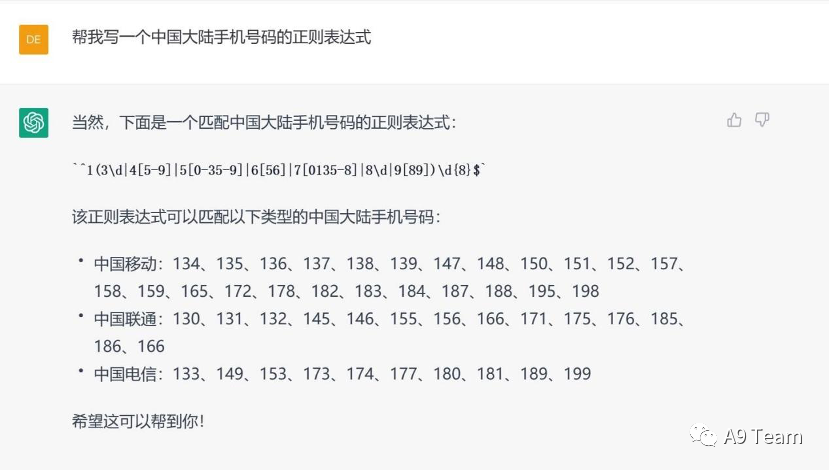 DE
帮我写一个中国大陆手机号码的正则表达式
当然，下面是一个匹配中国大陆手机号码的正则表达式：
`^1(3\d|4[5-9]|5[0-35-9]|6[56]|7[0135-8]|8\d|9[89])\d{8}$`
该正则表达式可以匹配以下类型的中国大陆手机号码：
• 中国移动：134、135、136、137、138、139、147、148、150、151、152、157、
158、159、165、172、178、182、183、184、187、188、195、198
• 中国联通：130、131、132、145、146、155、156、166、171、175、176、185、
186、166
• 中国电信：133、149、153、173、174、177、180、181、189、199
希望这可以帮到你！
A9 Team